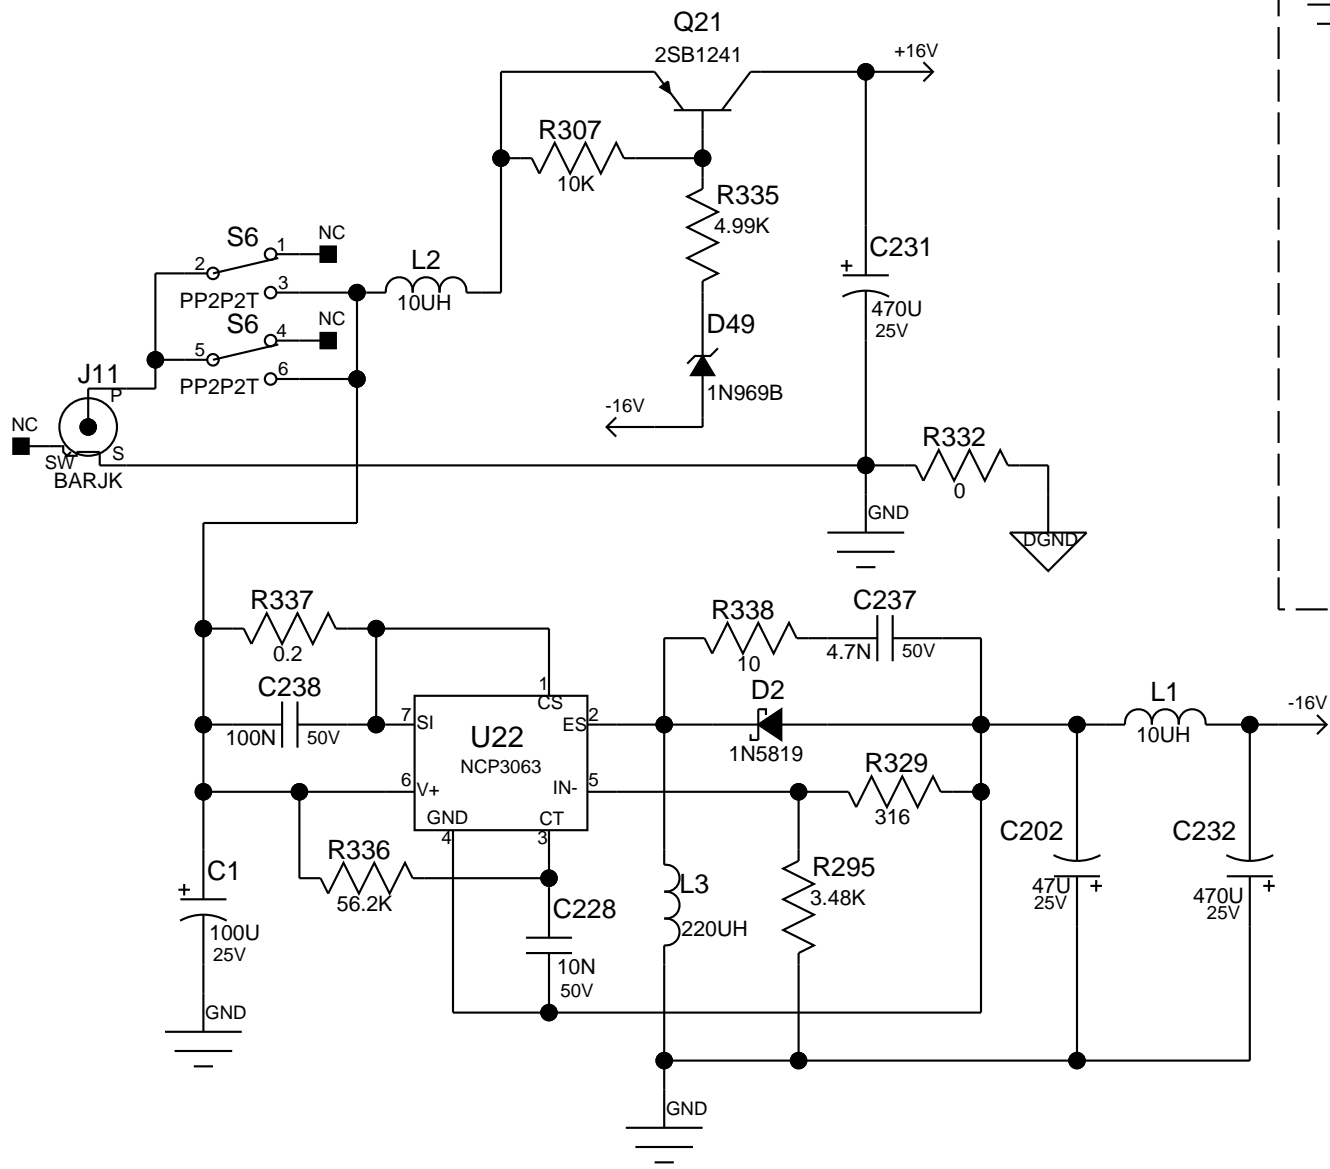 Q21
2SB1241
+16V
R307
10K
R335
4.99K
C231
+
470U
25V
S6
NC
1
2
3
PP2P2T
L2
10UH
S6
NC
4
5
6
PP2P2T
D49
1N969B
-16V
J11
P
NC
SW
S
BARJK
R332
0
GND
DGND
R337
0.2
R338
10
C237
4.7N
50V
C238
100N
50V
1
CS
7
SI
U22
NCP3063
ES
2
D2
1N5819
L1
10UH
-16V
6
V+
IN-
5
R329
316
GND
4
CT
3
R336
56.2K
C1
+
100U
25V
GND
C228
10N
50V
L3
220UH
R295
3.48K
C202
47U
25V
+
C232
470U
25V
+
GND